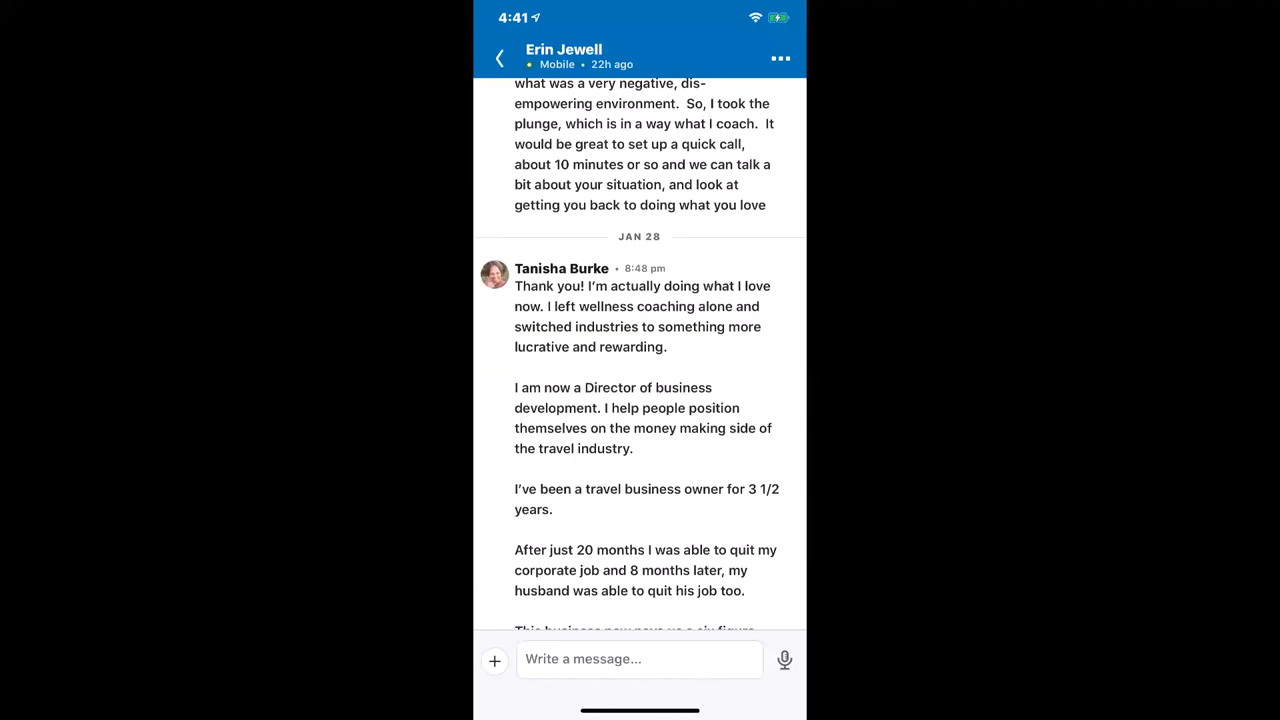 4:41
Erin Jewell
Mobile • 22h ago
what was a very negative, dis-
empowering environment.  So, I took the
plunge, which is in a way what I coach.  It
would be great to set up a quick call,
about 10 minutes or so and we can talk a
bit about your situation, and look at
getting you back to doing what you love
JAN 28
Tanisha Burke • 8:48 pm
Thank you! I’m actually doing what I love
now. I left wellness coaching alone and
switched industries to something more
lucrative and rewarding.
I am now a Director of business
development. I help people position
themselves on the money making side of
the travel industry.
I’ve been a travel business owner for 3 1/2
years.
After just 20 months I was able to quit my
corporate job and 8 months later, my
husband was able to quit his job too.
This business now pays us a six figure
Write a message...